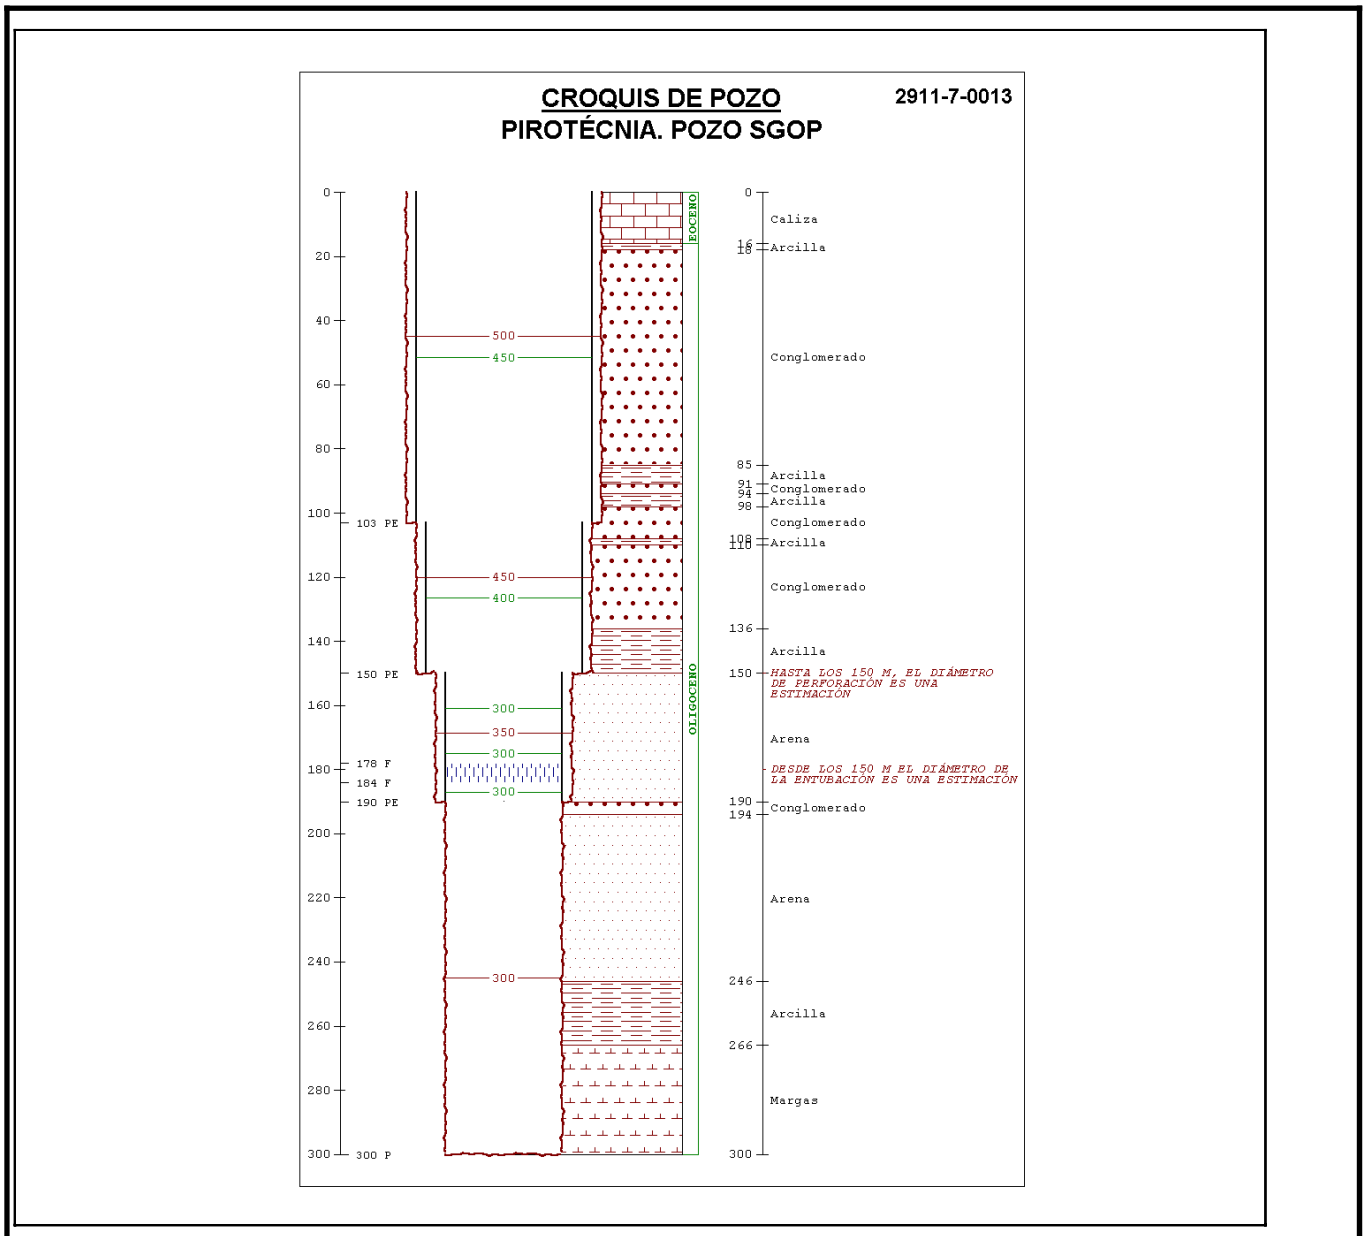 CROQUIS DE POZO
2911-7-0013
PIROTÉCNIA. POZO SGOP
0
20
40
60
80
100
103 PE
120
140
150 PE
160
178 F
180
184 F
190 PE
200
220
240
260
280
300
300 P
500
450
450
400
300
350
300
300
300
EOCENO
OLIGOCENO
0
Caliza
16
18
Arcilla
Conglomerado
85
Arcilla
91
Conglomerado
94
Arcilla
98
Conglomerado
108
110
Arcilla
Conglomerado
136
Arcilla
150
HASTA LOS 150 M, EL DIÁMETRO
DE PERFORACIÓN ES UNA
ESTIMACIÓN
Arena
DESDE LOS 150 M EL DIÁMETRO DE
LA ENTUBACIÓN ES UNA ESTIMACIÓN
190
Conglomerado
194
Arena
246
Arcilla
266
Margas
300